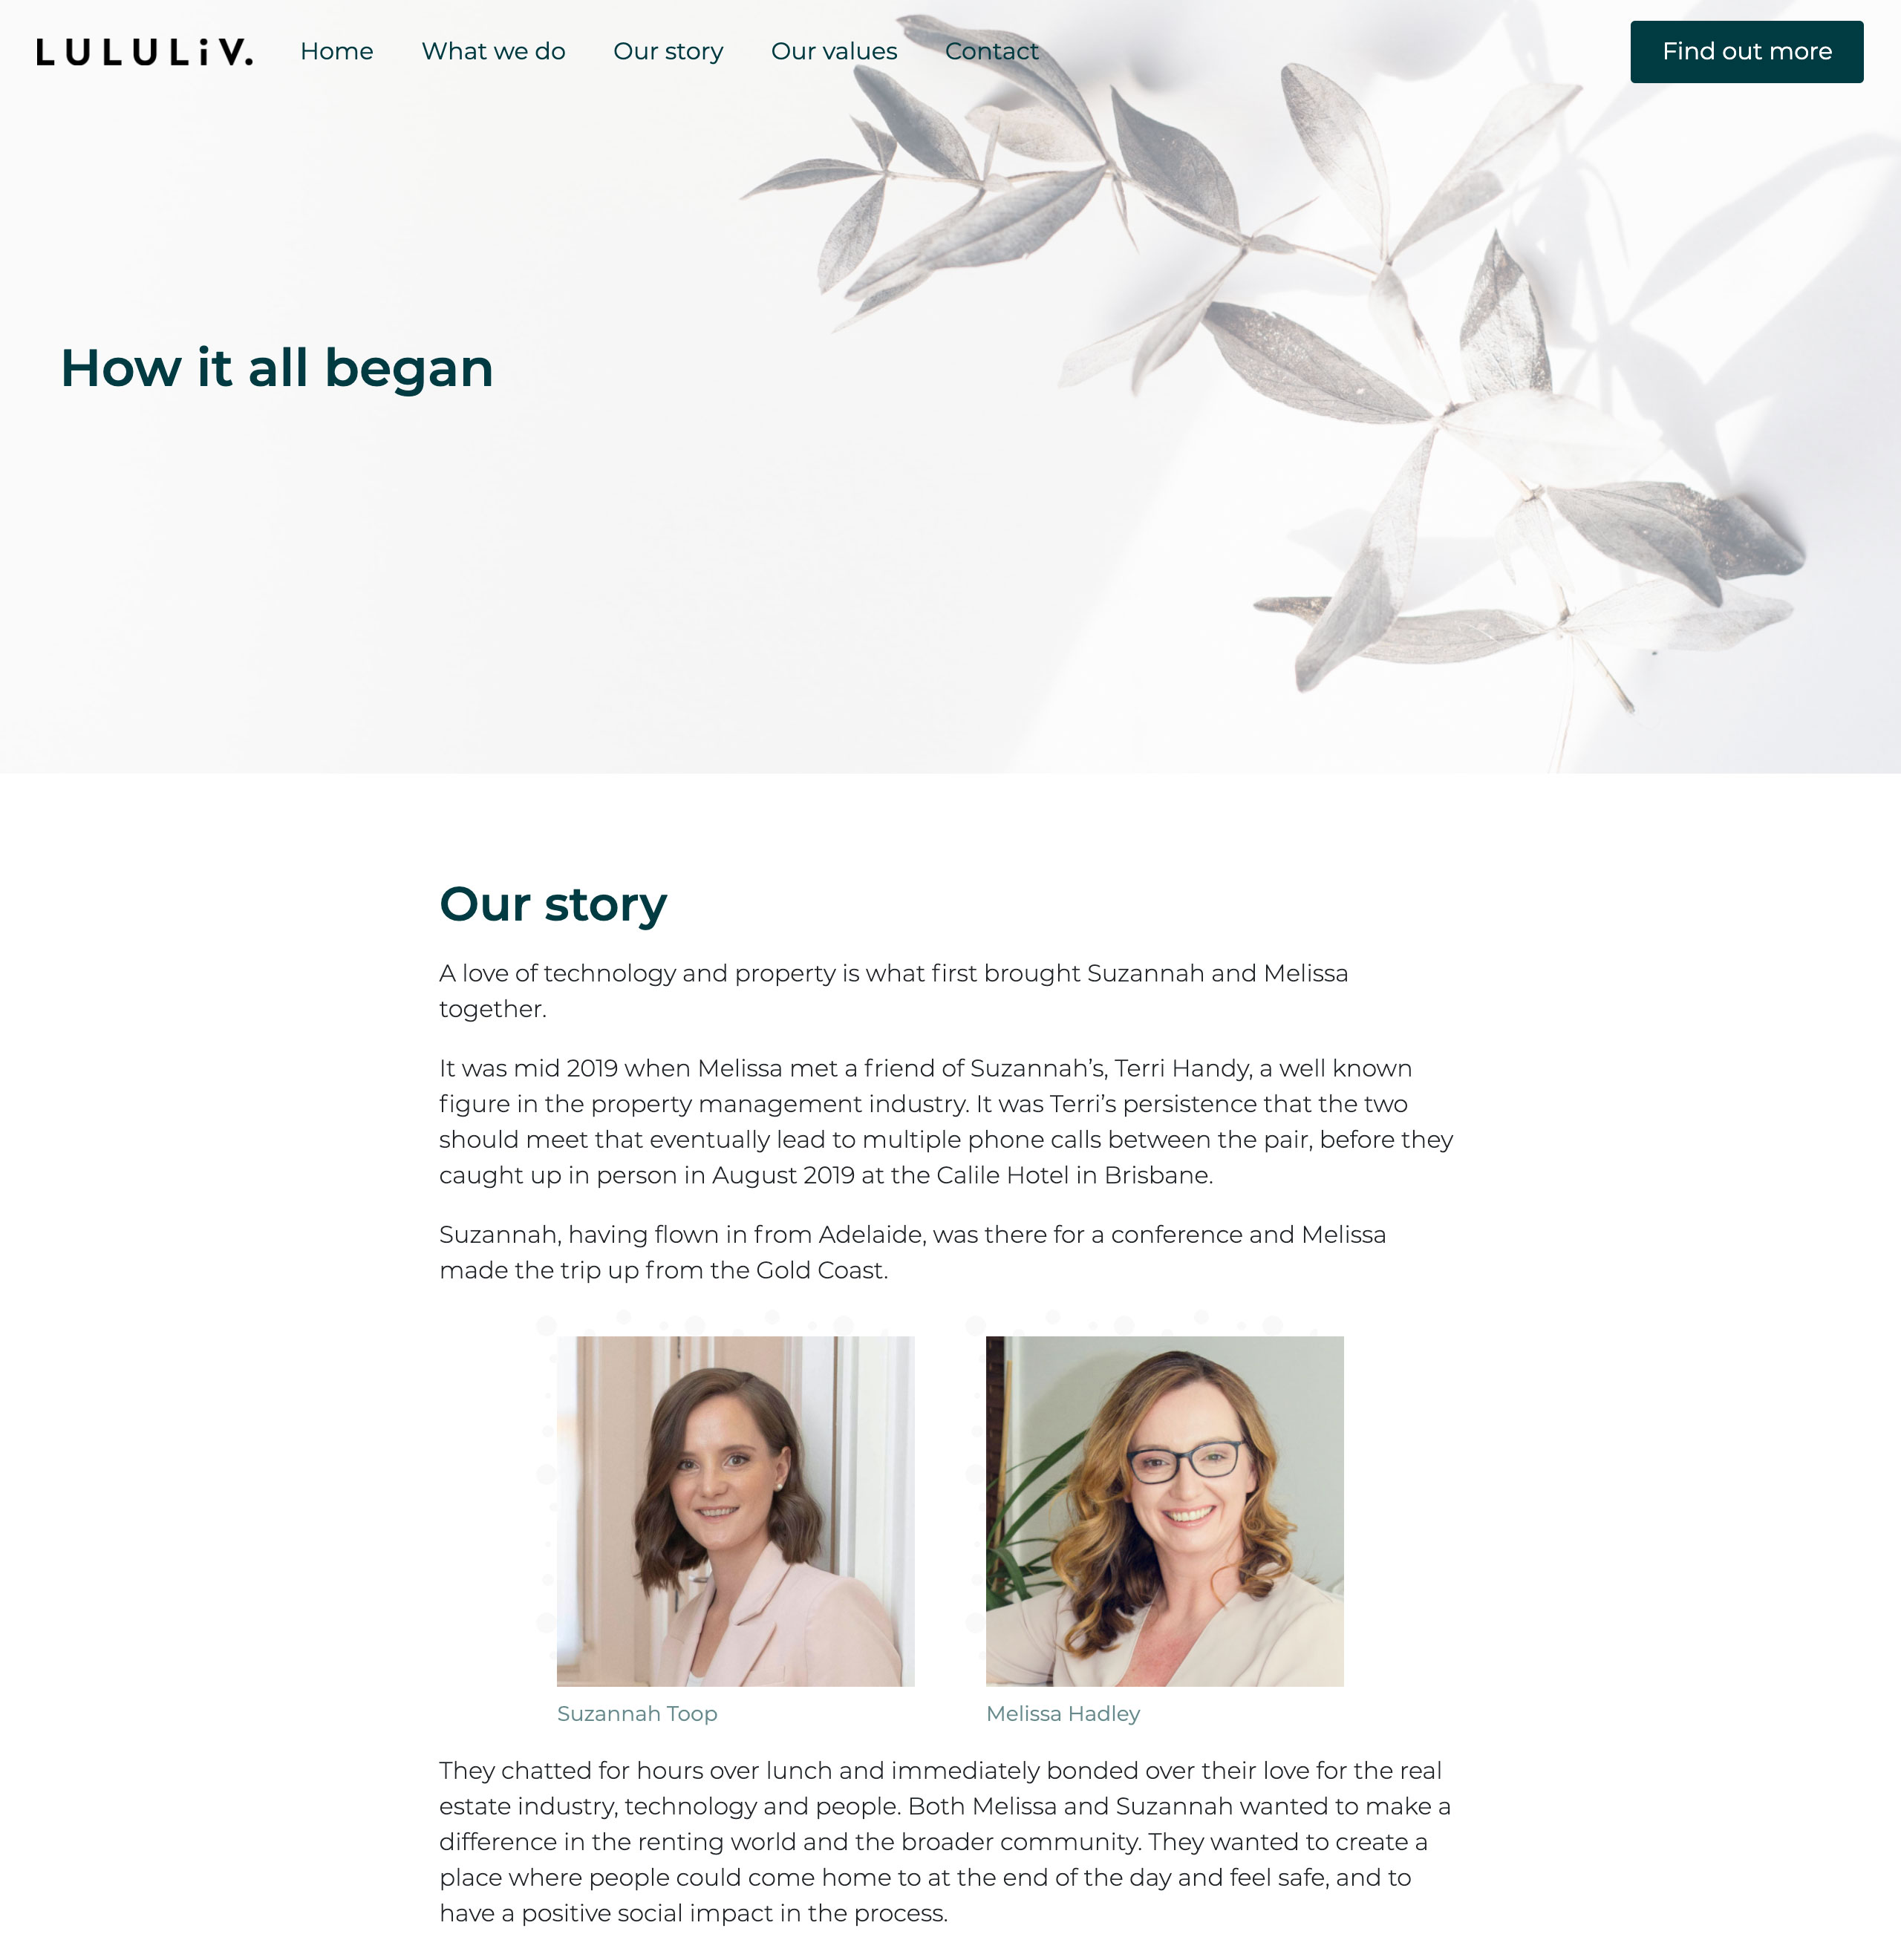 LULULiV.
Home
What we do
Our story
Our values
Contact
Find out more
How it all began
Our story
A love of technology and property is what first brought Suzannah and Melissa
together.
It was mid 2019 when Melissa met a friend of Suzannah’s, Terri Handy, a well known
figure in the property management industry. It was Terri’s persistence that the two
should meet that eventually lead to multiple phone calls between the pair, before they
caught up in person in August 2019 at the Calile Hotel in Brisbane.
Suzannah, having flown in from Adelaide, was there for a conference and Melissa
made the trip up from the Gold Coast.
Suzannah Toop
Melissa Hadley
They chatted for hours over lunch and immediately bonded over their love for the real
estate industry, technology and people. Both Melissa and Suzannah wanted to make a
difference in the renting world and the broader community. They wanted to create a
place where people could come home to at the end of the day and feel safe, and to
have a positive social impact in the process.